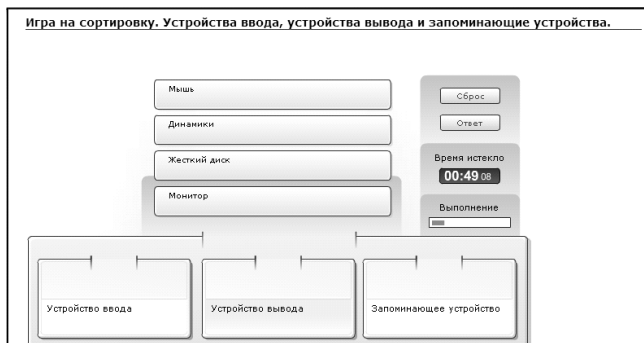 Игра на сортировку. Устройства ввода, устройства вывода и запоминающие устройства.
Мышь
Динамики
Жесткий диск
Монитор
Сброс
Ответ
Время истекло
00:49 08
Выполнение
Устройство ввода
Устройство вывода
Запоминающее устройство